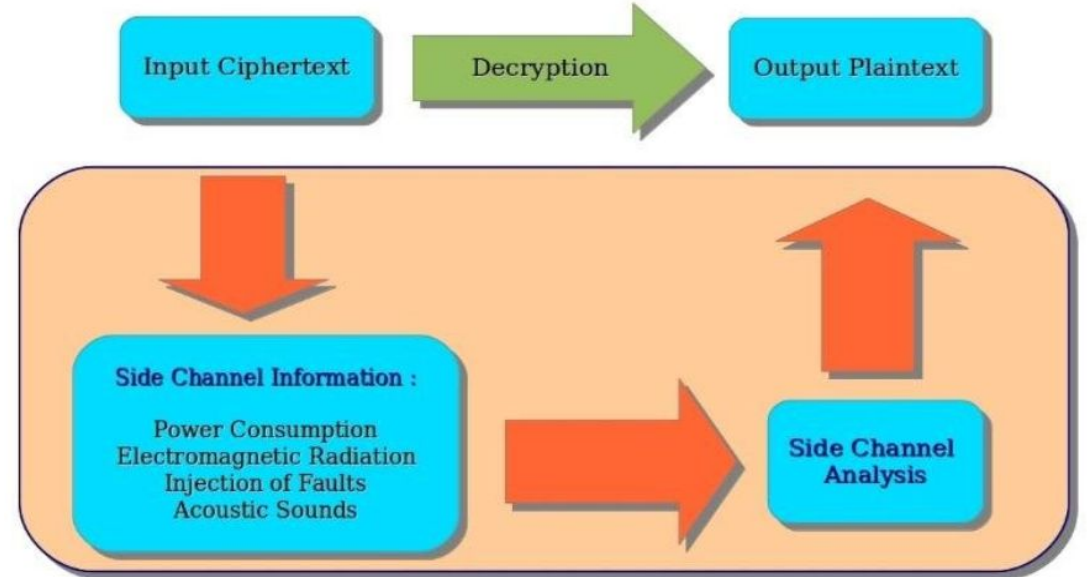 Input Ciphertext
Decryption
Output Plaintext
Side Channel Information :
Power Consumption
Electromagnetic Radiation
Injection of Faults
Acoustic Sounds
Side Channel
Analysis